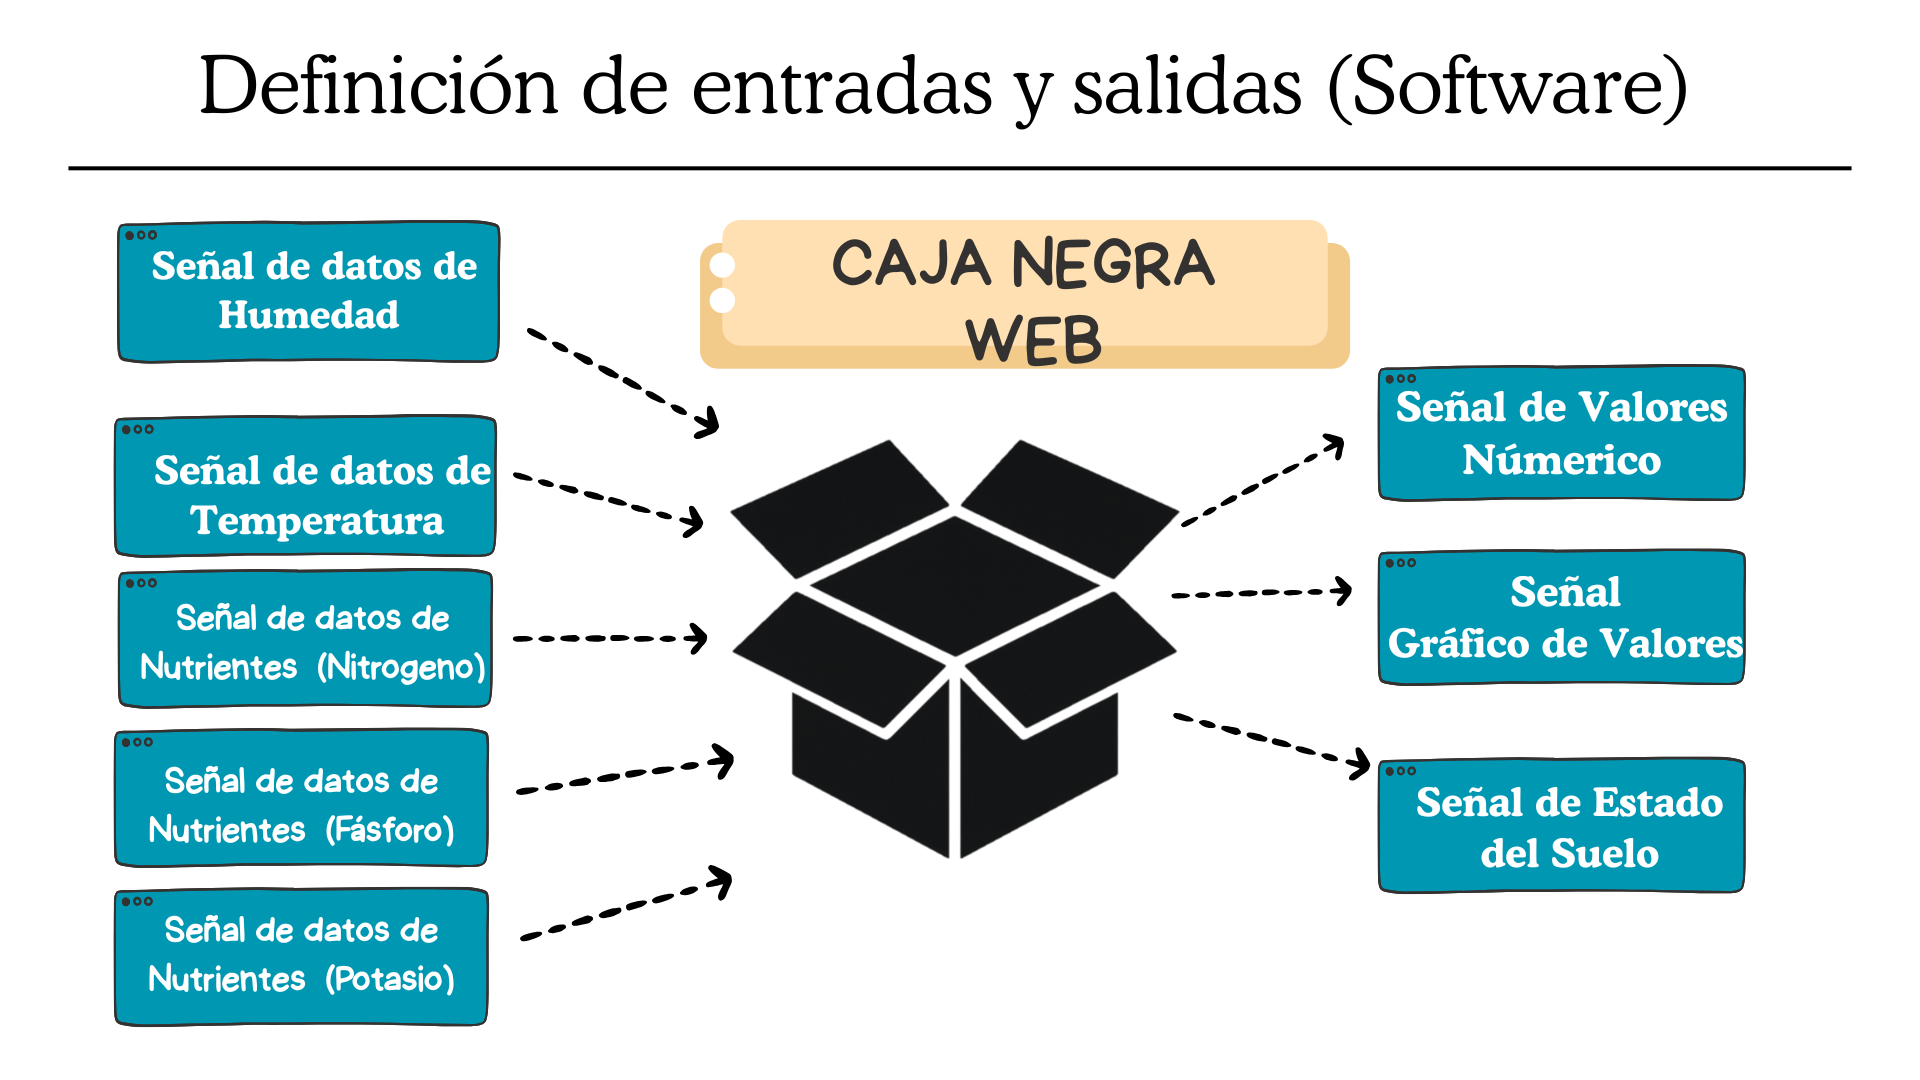 Definición de entradas y salidas (Software)
Señal de datos de
Humedad
Señal de datos de
Temperatura
Señal de datos de
Nutrientes (Nitrogeno)
Señal de datos de
Nutrientes (Fásforo)
Señal de datos de
Nutrientes (Potasio)
CAJA NEGRA
WEB
Señal de Valores
Númerico
Señal
Gráfico de Valores
Señal de Estado
del Suelo